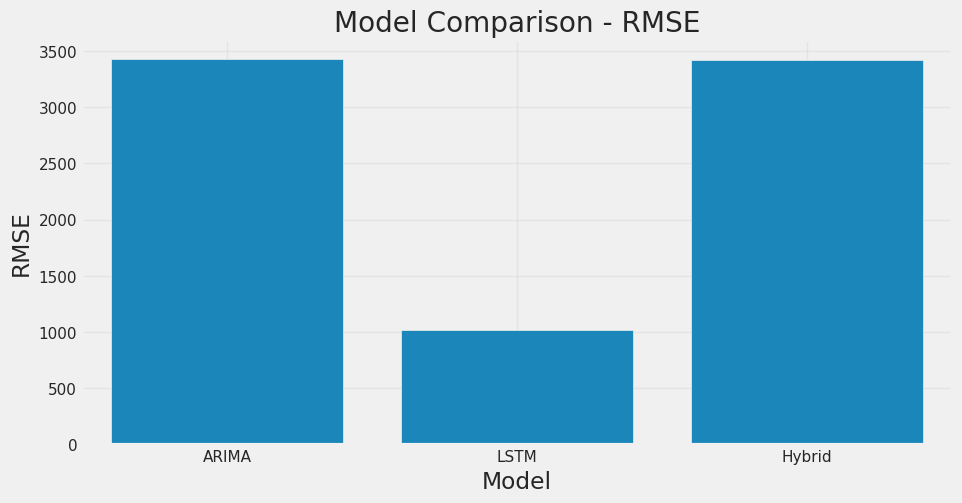 Model Comparison - RMSE
RMSE
3500
3000
2500
2000
1500
1000
500
0
ARIMA LSTM Hybrid
Model